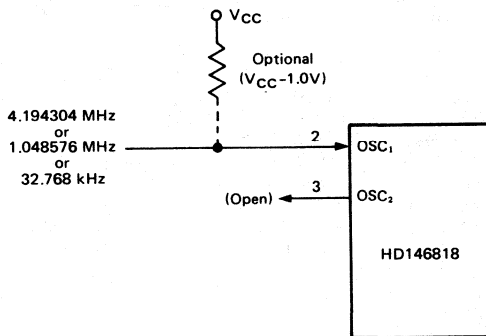 VCC
Optional
(VCC-1.0V)
4.194304 MHz
or
1.048576 MHz
or
32.768 kHz
2
OSC₁
(Open)
3
OSC₂
HD146818